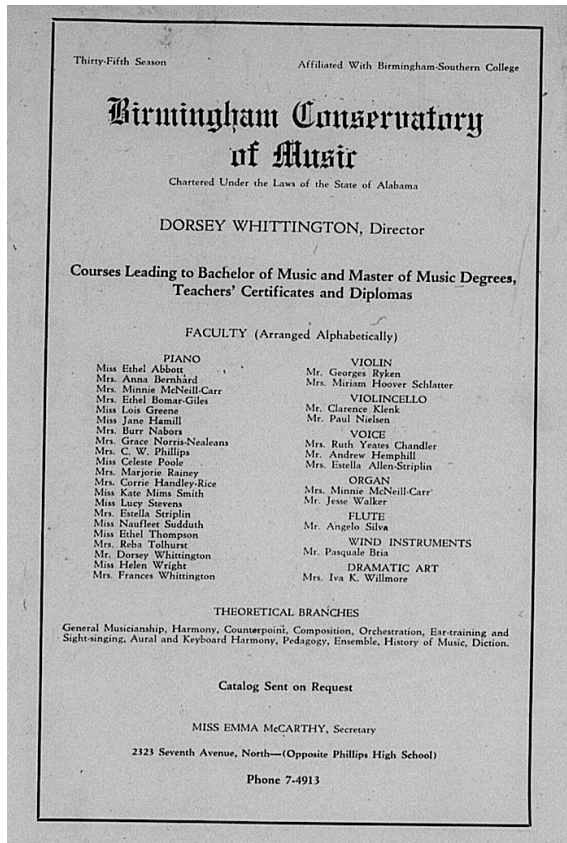 Thirty-Fifth Season
Affiliated With Birmingham-Southern College
Birmingham Conservatory
of Music
Chartered Under the Laws of the State of Alabama
DORSEY WHITTINGTON, Director
Courses Leading to Bachelor of Music and Master of Music Degrees,
Teachers' Certificates and Diplomas
FACULTY (Arranged Alphabetically)
PIANO
Miss Ethel Abbott
Mrs. Anna Bernhard
Mrs. Minnie McNeill-Carr
Mrs. Ethel Bomar-Giles
Miss Lois Greene
Miss Jane Hamill
Mrs. Burr Nabors
Mrs. Grace Norris-Nealeans
Mrs. C. W. Phillips
Miss Celeste Poole
Mrs. Marjorie Rainey
Mrs. Corrie Handley-Rice
Miss Kate Mims Smith
Miss Lucy Stevens
Mrs. Estella Striplin
Miss Naufleet Sudduth
Miss Ethel Thompson
Mrs. Reba Tolhurst
Mr. Dorsey Whittington
Miss Helen Wright
Mrs. Frances Whittington
VIOLIN
Mr. Georges Ryken
Mrs. Miriam Hoover Schlatter
VIOLINCELLO
Mr. Clarence Klenk
Mr. Paul Nielsen
VOICE
Mrs. Ruth Yeates Chandler
Mr. Andrew Hemphill
Mrs. Estella Allen-Striplin
ORGAN
Mrs. Minnie McNeill-Carr
Mr. Jesse Walker
FLUTE
Mr. Angelo Silva
WIND INSTRUMENTS
Mr. Pasquale Bria
DRAMATIC ART
Mrs. Iva K. Willmore
THEORETICAL BRANCHES
General Musicianship, Harmony, Counterpoint, Composition, Orchestration, Ear-training and
Sight-singing, Aural and Keyboard Harmony, Pedagogy, Ensemble, History of Music, Diction.
Catalog Sent on Request
MISS EMMA McCARTHY, Secretary
2323 Seventh Avenue, North—(Opposite Phillips High School)
Phone 7-4913